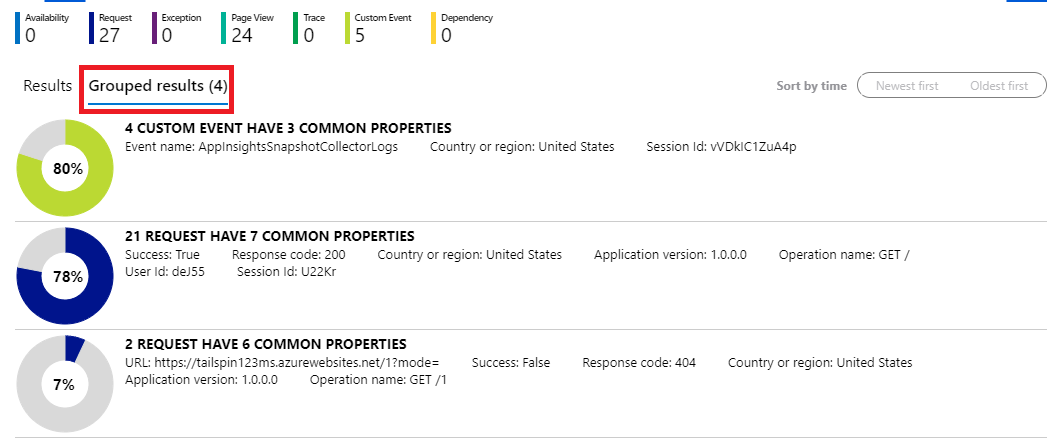 Availability Request Exception Page View Trace Custom Event Dependency
0 27 0 24 0 5 0
Results Grouped results (4) Sort by time Newest first Oldest first
4 CUSTOM EVENT HAVE 3 COMMON PROPERTIES
Event name: AppInsightsSnapshotCollectorLogs Country or region: United States Session Id: vVDkIC1ZuA4p
80%
21 REQUEST HAVE 7 COMMON PROPERTIES
Success: True Response code: 200 Country or region: United States Application version: 1.0.0.0 Operation name: GET /
78% User Id: deJ55 Session Id: U22Kr
2 REQUEST HAVE 6 COMMON PROPERTIES
URL: https://tailspin123ms.azurewebsites.net/1?mode= Success: False Response code: 404 Country or region: United States
7% Application version: 1.0.0.0 Operation name: GET /1